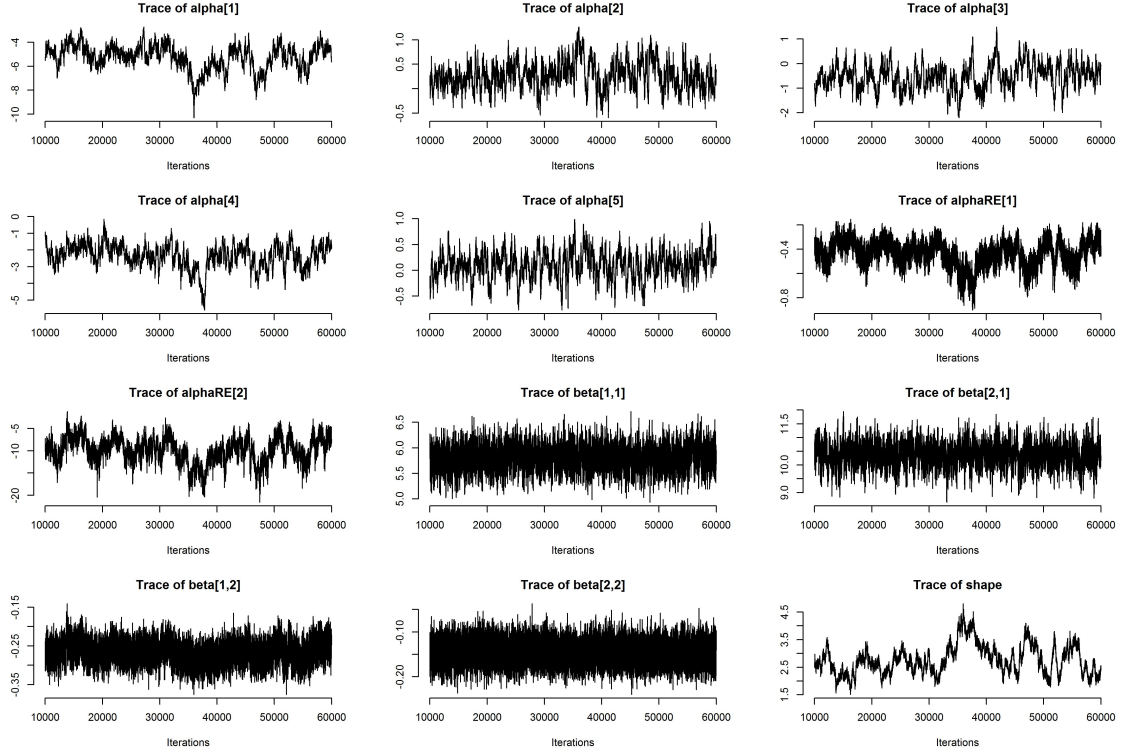 Trace of alpha[1]
-4
-6
-8
-10
10000 20000 30000 40000 50000 60000
Iterations
Trace of alpha[2]
1.0
0.5
-0.5
10000 20000 30000 40000 50000 60000
Iterations
Trace of alpha[3]
1
0
-1
-2
10000 20000 30000 40000 50000 60000
Iterations
Trace of alpha[4]
0
-1
-3
-5
10000 20000 30000 40000 50000 60000
Iterations
Trace of alpha[5]
1.0
0.5
0.0
-0.5
10000 20000 30000 40000 50000 60000
Iterations
Trace of alphaRE[1]
-0.4
-0.8
10000 20000 30000 40000 50000 60000
Iterations
Trace of alphaRE[2]
-5
-10
-20
10000 20000 30000 40000 50000 60000
Iterations
Trace of beta[1,1]
6.5
6.0
5.5
5.0
10000 20000 30000 40000 50000 60000
Iterations
Trace of beta[2,1]
11.5
10.0
9.0
10000 20000 30000 40000 50000 60000
Iterations
Trace of beta[1,2]
-0.15
-0.25
-0.35
10000 20000 30000 40000 50000 60000
Iterations
Trace of beta[2,2]
-0.10
-0.20
10000 20000 30000 40000 50000 60000
Iterations
Trace of shape
4.5
3.5
2.5
1.5
10000 20000 30000 40000 50000 60000
Iterations